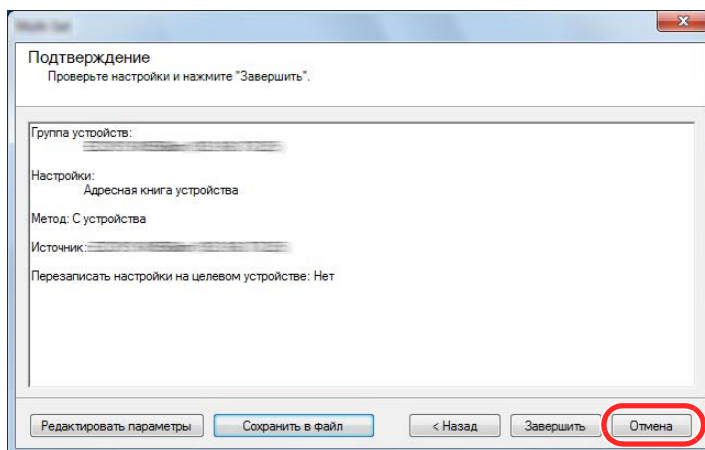 Подтверждение
Проверьте настройки и нажмите "Завершить".
Группа устройств:
Настройки:
Адресная книга устройства
Метод: С устройства
Источник:
Перезаписать настройки на целевом устройстве: Нет
Редактировать параметры
Сохранить в файл
< Назад
Завершить
Отмена